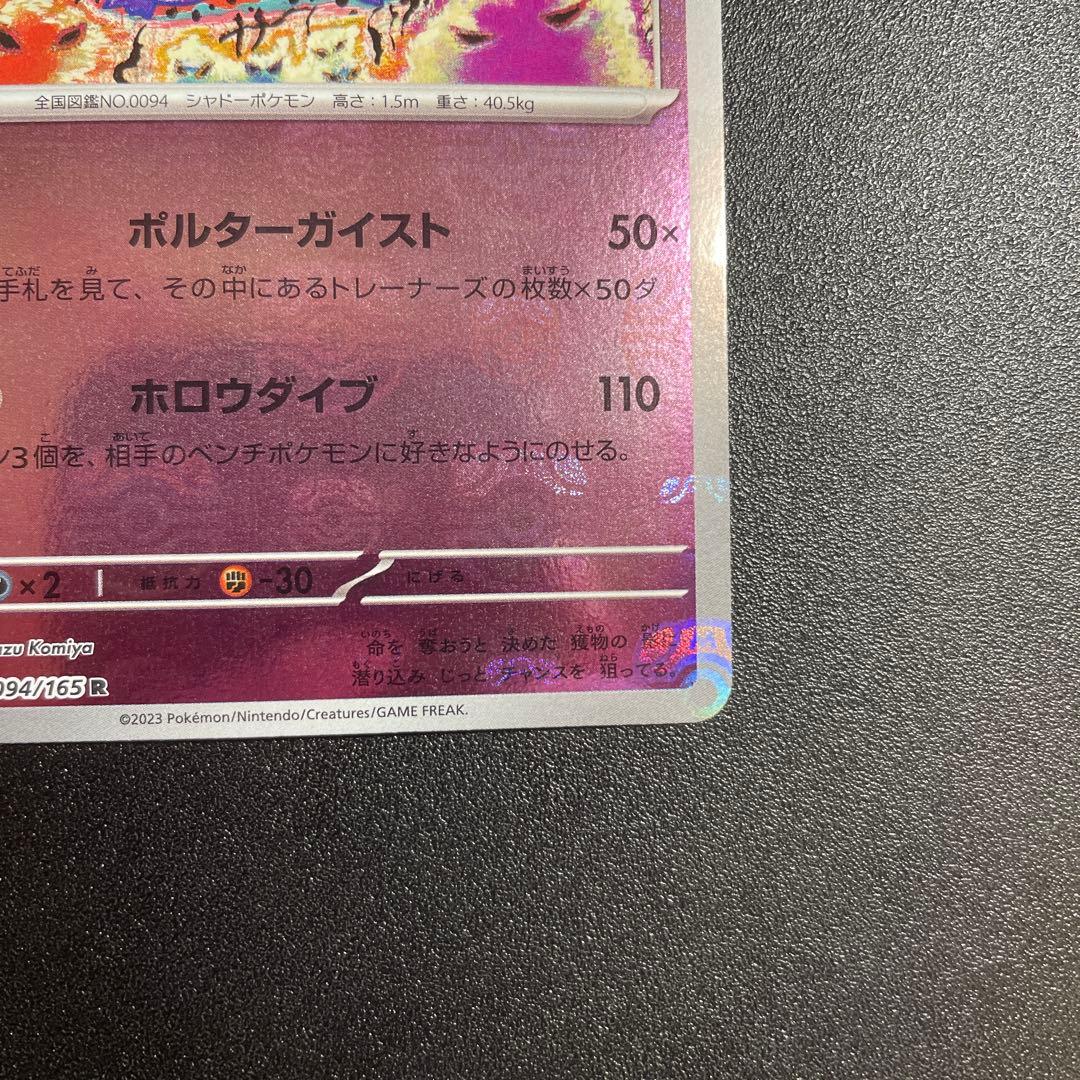 全国図鑑NO.0094 シャドーポケモン 高さ:1.5m 重さ:40.5kg
ポルターガイスト 50×
手札を見て、その中にあるトレーナーズの枚数×50ダ
ホロウダイブ 110
ン3個を、相手のベンチポケモンに好きなようにのせる。
×2 抵抗力 -30 にげる
zu Komiya
命を 奪おうと 決めた 獲物の
094/165 R
潜り込み じっと チャンスを 狙ってる。
©2023 Pokémon/Nintendo/Creatures/GAME FREAK.